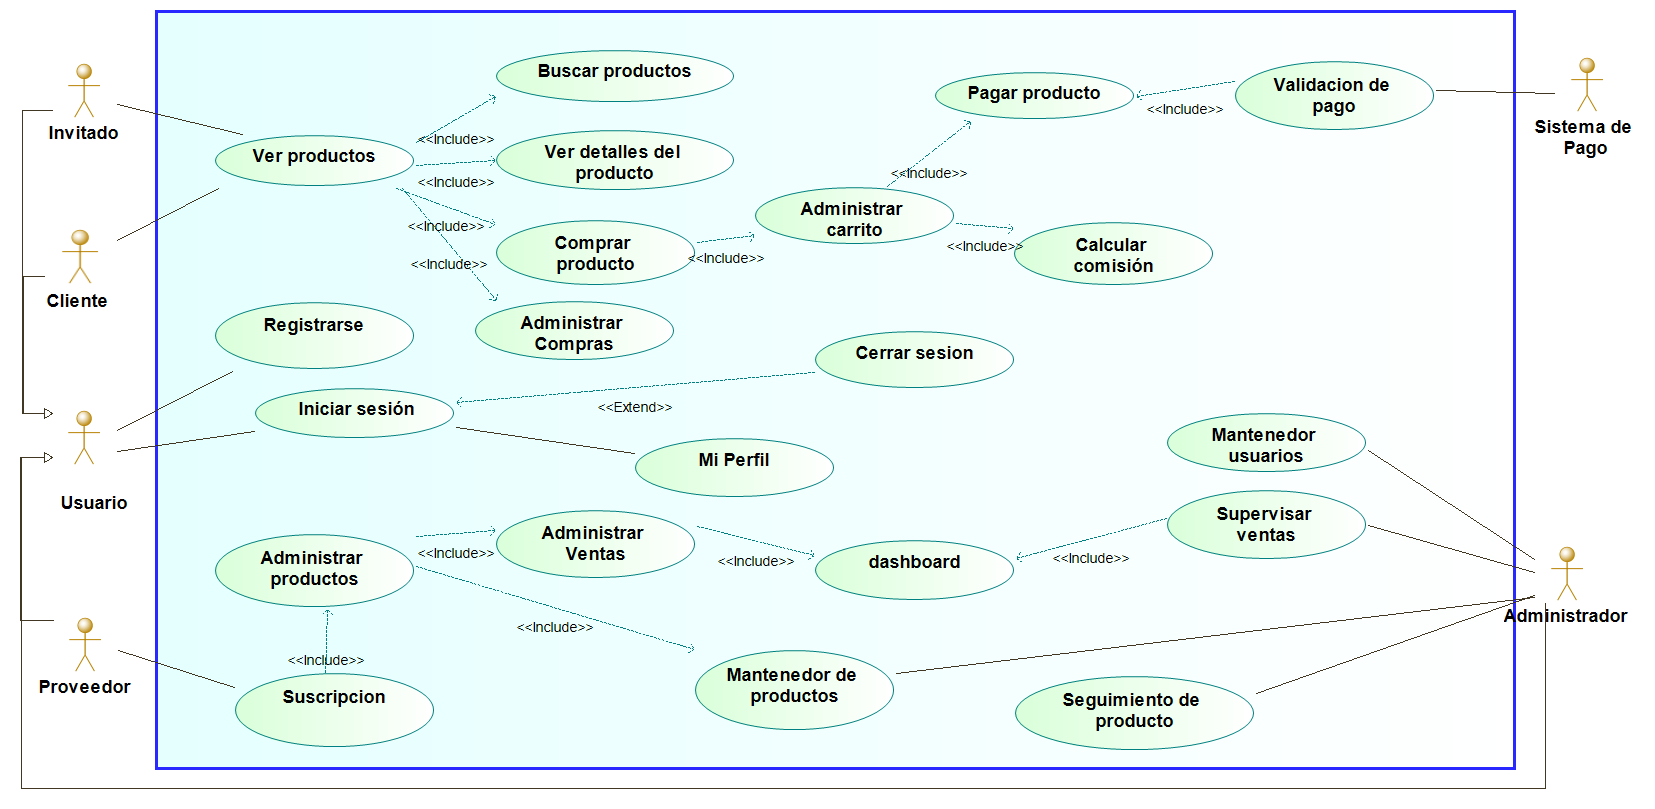 Buscar productos
Pagar producto
<<Include>>
Validacion de
pago
Sistema de
Pago
Invitado
<<Include>>
Ver productos
Ver detalles del
producto
<<Include>>
<<Include>>
Administrar
carrito
<<Include>>
Comprar
producto
<<Include>>
<<Include>>
Calcular
comisión
<<Include>>
Cliente
Registrarse
Administrar
Compras
Cerrar sesion
Iniciar sesión
<<Extend>>
Mi Perfil
Mantenedor
usuarios
Usuario
Supervisar
ventas
Administrar
productos
<<Include>>
Administrar
Ventas
<<Include>>
dashboard
<<Include>>
Administrador
<<Include>>
<<Include>>
Proveedor
Suscripcion
Mantenedor de
productos
Seguimiento de
producto